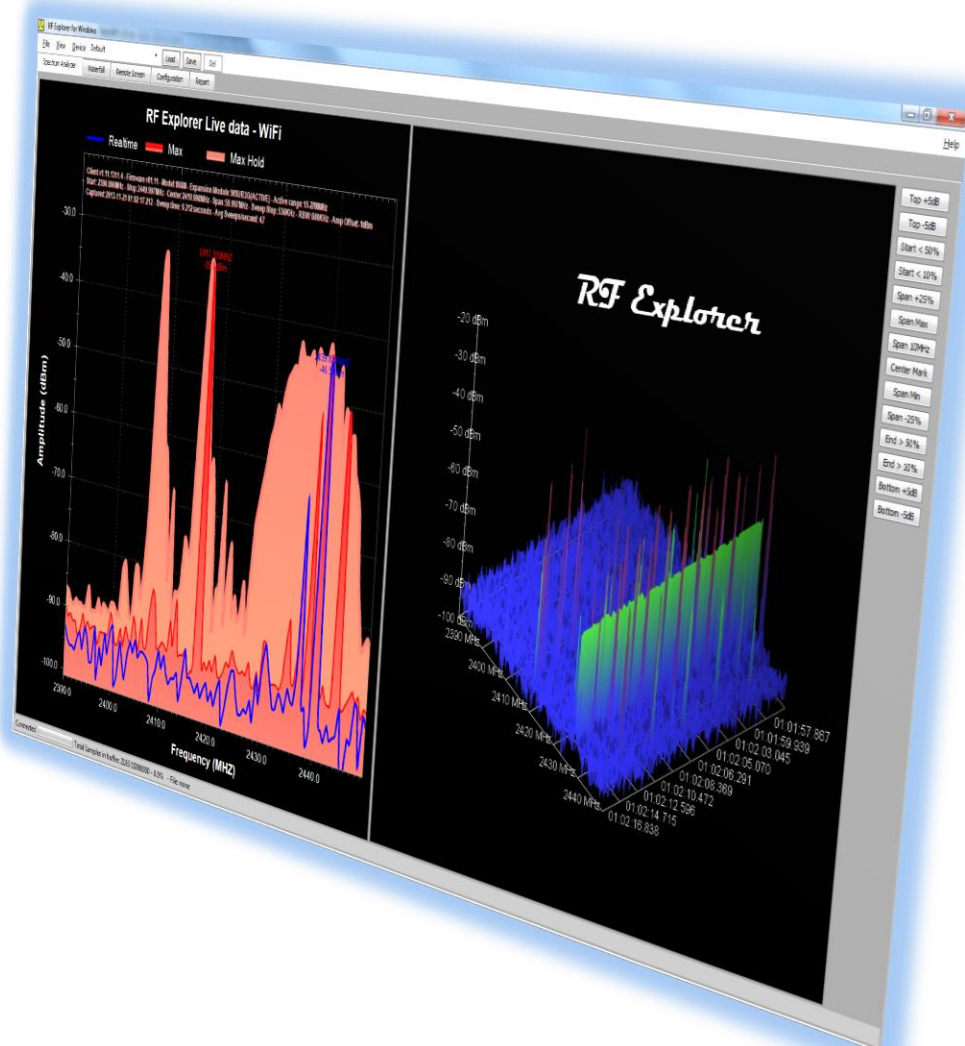 RF Explorer for Windows
File View Device Default Load Save Del
Spectrum Analyzer Waterfall Remote Screen Configuration Report
Help
RF Explorer Live data - WiFi
Realtime Max Max Hold
-30.0
-40.0
-50.0
-60.0
-70.0
-80.0
-90.0
-100.0
Amplitude (dBm)
2390.0 2400.0 2410.0 2420.0 2430.0 2440.0
Frequency (MHZ)
RF Explorer
-20 dBm
-30 dBm
-40 dBm
-50 dBm
-60 dBm
-70 dBm
-80 dBm
-90 dBm
-100 dBm
2390 MHz
2400 MHz
2410 MHz
2420 MHz
2430 MHz
2440 MHz
01:01:57 867
01:01:59 939
01:02:03.045
01:02:05.070
01:02:06.291
01:02:08.369
01:02:10.472
01:02:12.596
01:02:14.715
01:02:16.838
Top +5dB
Top -5dB
Start < 50%
Start < 10%
Span +25%
Span Max
Span 10MHz
Center Mark
Span Min
Span -25%
End > 50%
End > 10%
Bottom +5dB
Bottom -5dB
Connected
Total Samples in buffer